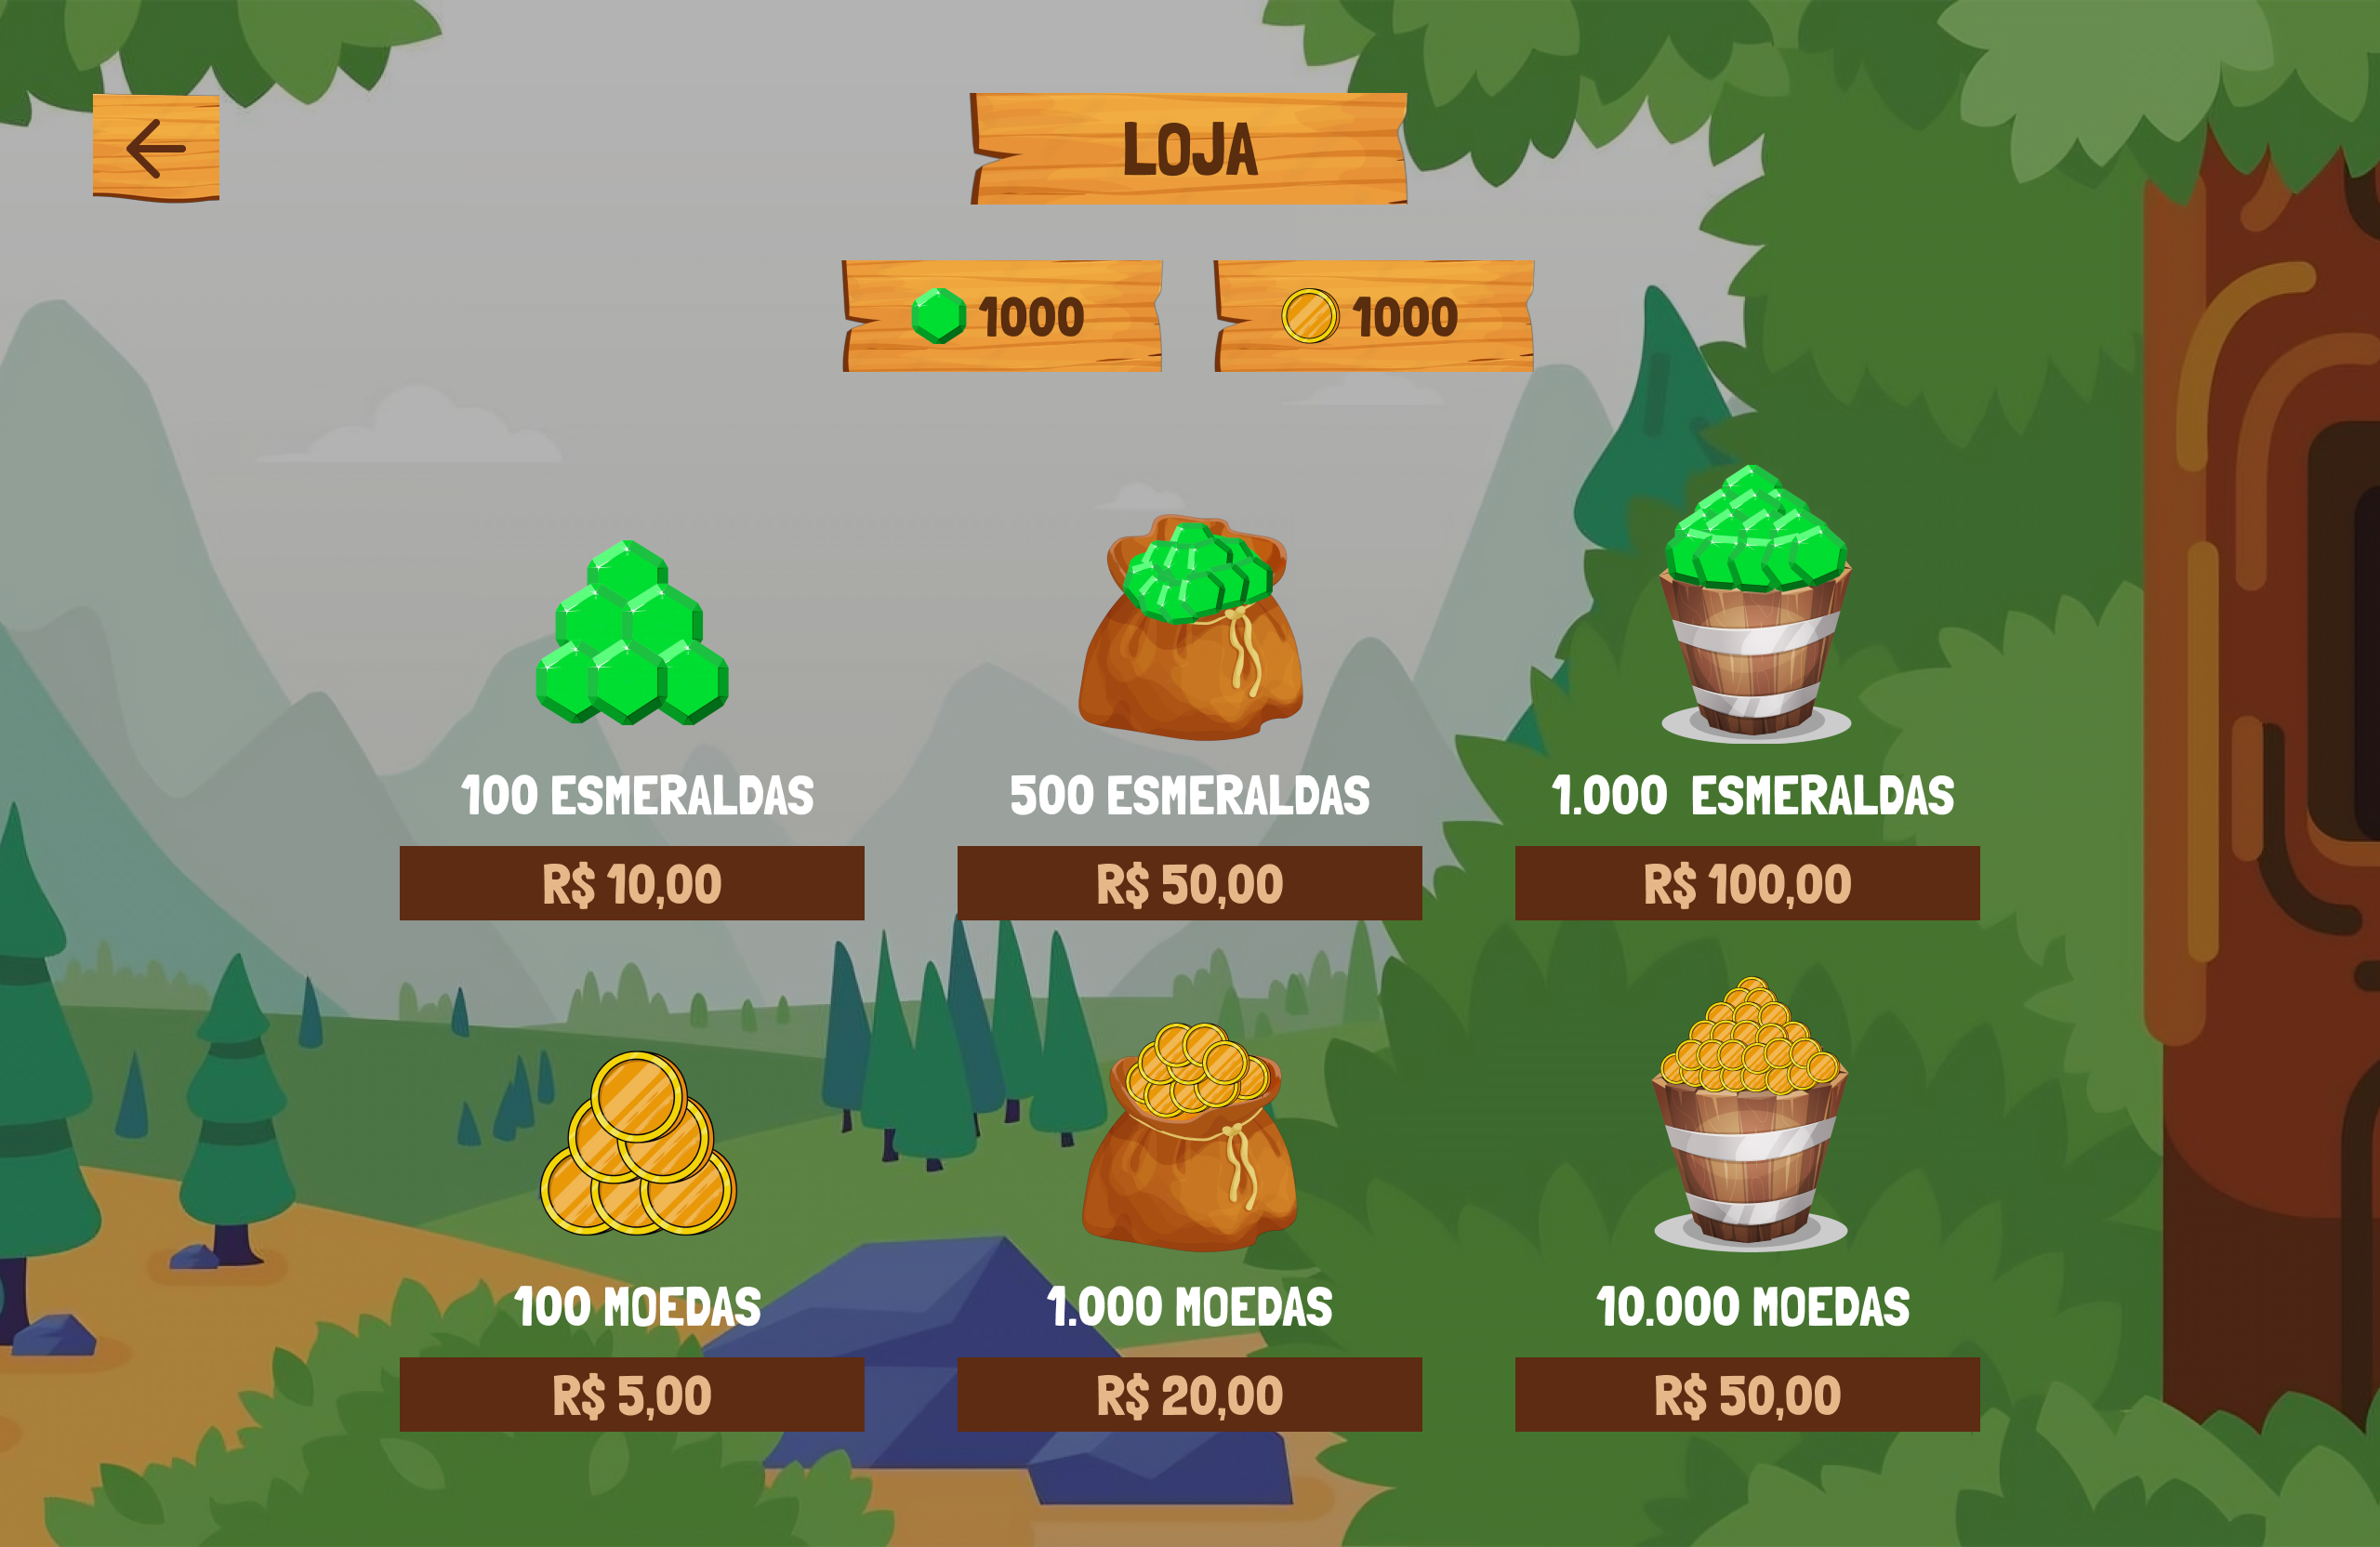 LOJA
1000
1000
100 ESMERALDAS
500 ESMERALDAS
1.000 ESMERALDAS
R$ 10,00
R$ 50,00
R$ 100,00
100 MOEDAS
1.000 MOEDAS
10.000 MOEDAS
R$ 5,00
R$ 20,00
R$ 50,00